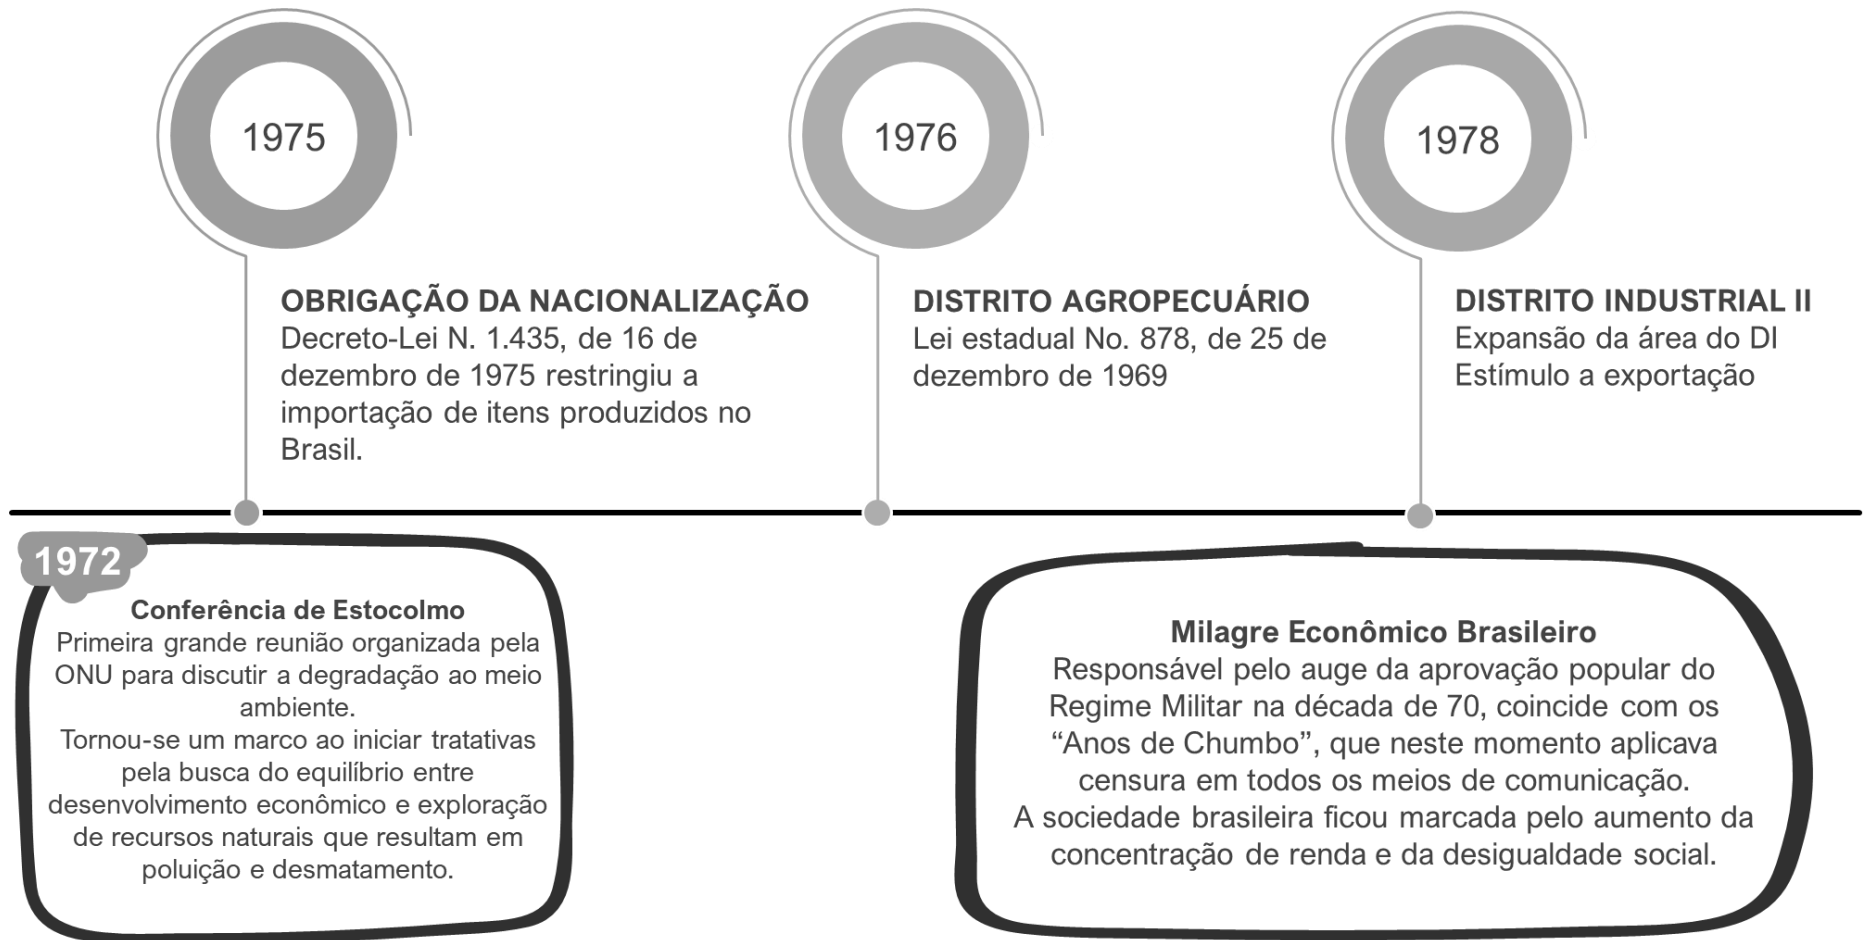 1975
OBRIGAÇÃO DA NACIONALIZAÇÃO
Decreto-Lei N. 1.435, de 16 de
dezembro de 1975 restringiu a
importação de itens produzidos no
Brasil.
1976
DISTRITO AGROPECUÁRIO
Lei estadual No. 878, de 25 de
dezembro de 1969
1978
DISTRITO INDUSTRIAL II
Expansão da área do DI
Estímulo a exportação
1972
Conferência de Estocolmo
Primeira grande reunião organizada pela
ONU para discutir a degradação ao meio
ambiente.
Tornou-se um marco ao iniciar tratativas
pela busca do equilíbrio entre
desenvolvimento econômico e exploração
de recursos naturais que resultam em
poluição e desmatamento.
Milagre Econômico Brasileiro
Responsável pelo auge da aprovação popular do
Regime Militar na década de 70, coincide com os
“Anos de Chumbo”, que neste momento aplicava
censura em todos os meios de comunicação.
A sociedade brasileira ficou marcada pelo aumento da
concentração de renda e da desigualdade social.